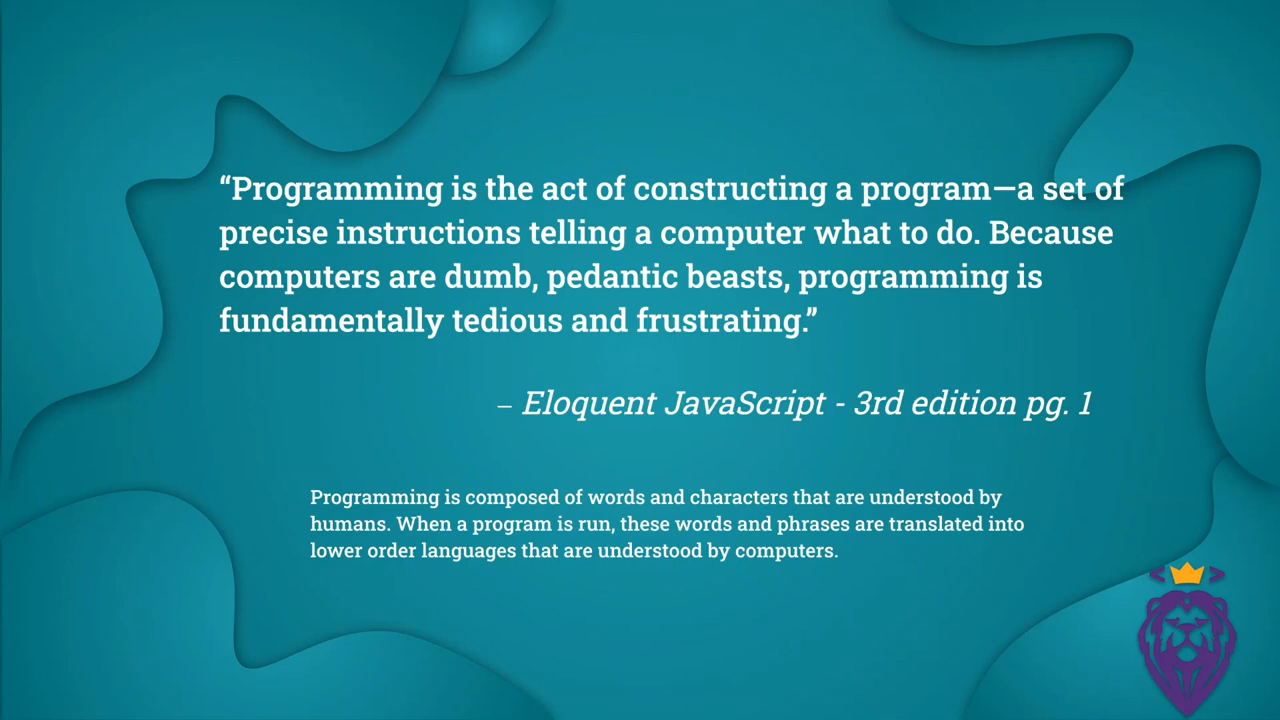 “Programming is the act of constructing a program—a set of
precise instructions telling a computer what to do. Because
computers are dumb, pedantic beasts, programming is
fundamentally tedious and frustrating.”
– Eloquent JavaScript - 3rd edition pg. 1
Programming is composed of words and characters that are understood by
humans. When a program is run, these words and phrases are translated into
lower order languages that are understood by computers.